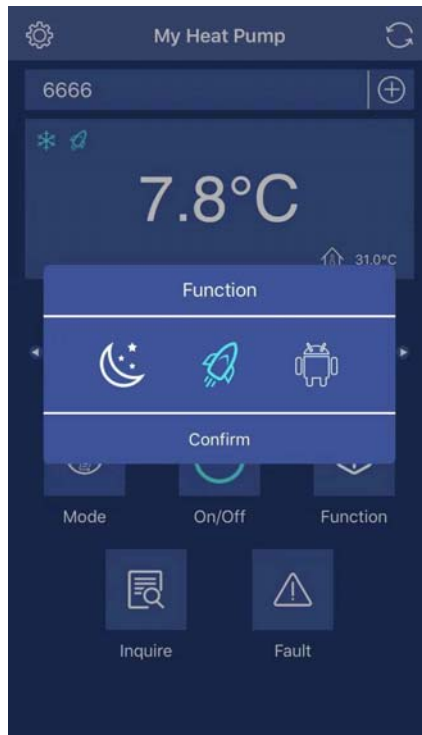 My Heat Pump
6666
7.8°C
31.0°C
Function
Confirm
Mode On/Off Function
Inquire Fault